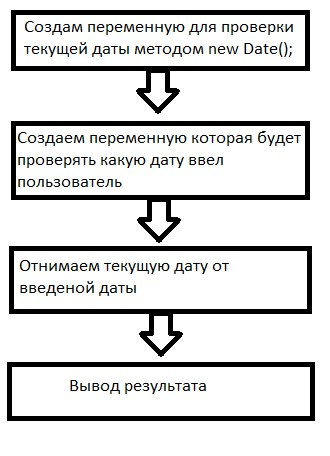 Создам переменную для проверки
текущей даты методом new Date();
Создаем переменную которая будет
проверять какую дату ввел
пользователь
Отнимаем текущую дату от
введеной даты
Вывод результата